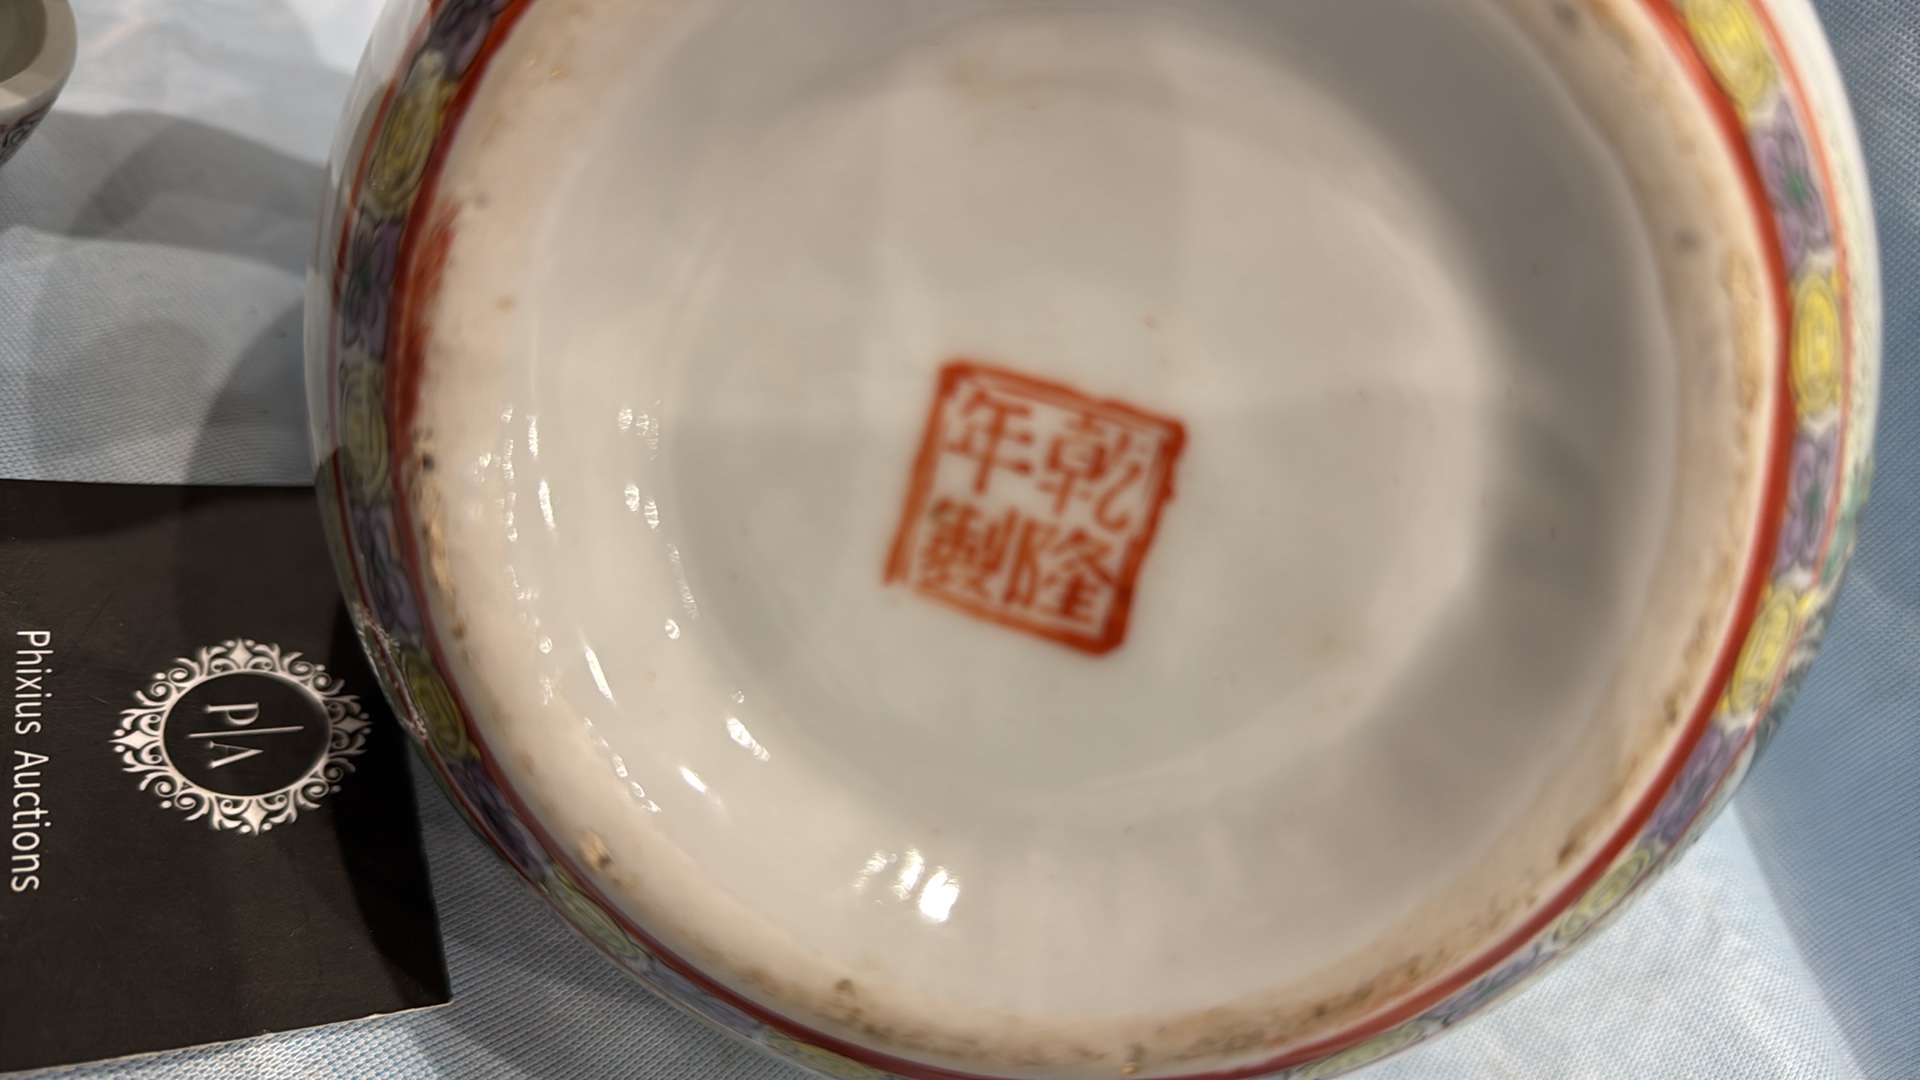 乾隆
年製
P|A
Phixius Auctions